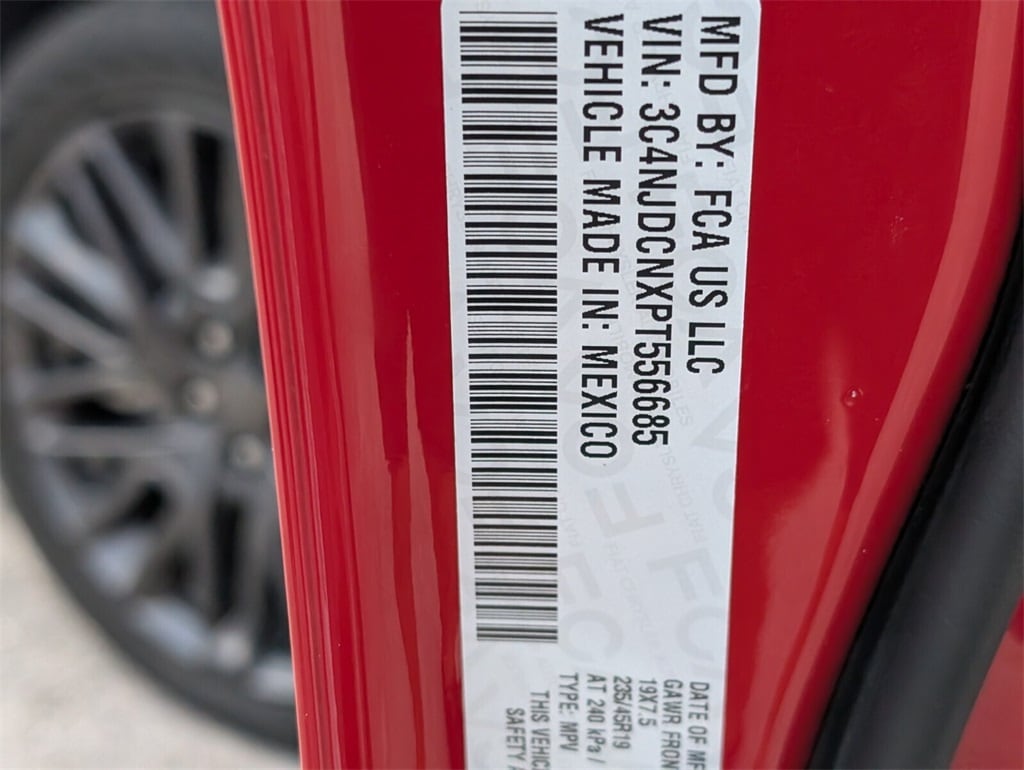 MFD BY: FCA US LLC
VIN: 3C4NJDCNXPT556685
VEHICLE MADE IN: MEXICO
DATE OF
GAWR FRON
19X7.5
235/45R19
AT 240 kPa /
TYPE: MPV
THIS
SAFETY